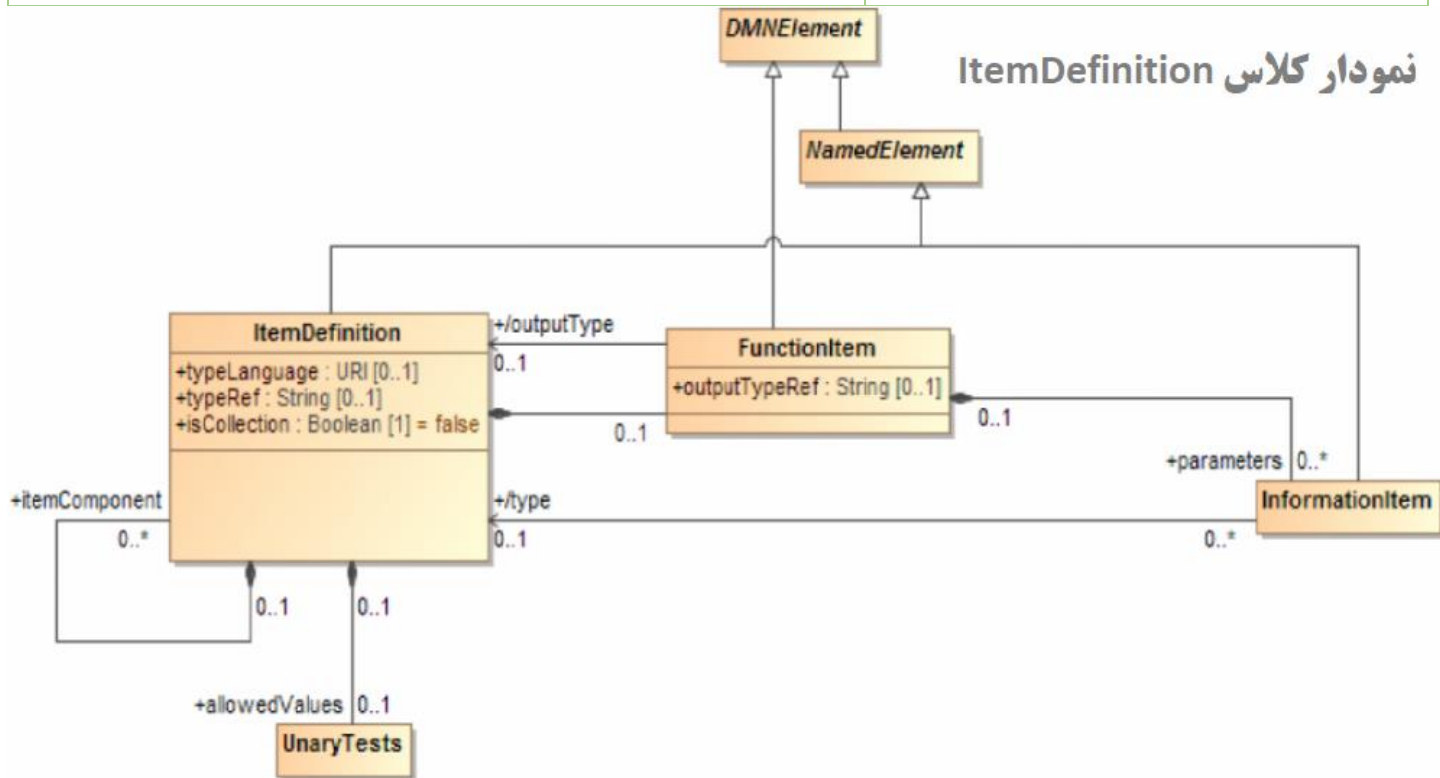 DMNElement
نمودار کلاس ItemDefinition
NamedElement
ItemDefinition
+typeLanguage : URI [0..1]
+typeRef : String [0..1]
+isCollection : Boolean [1] = false
+/outputType
0..1
FunctionItem
+outputTypeRef : String [0..1]
0..1
0..1
+parameters
0..*
+itemComponent
0..*
+/type
0..1
0..*
InformationItem
0..1
0..1
+allowedValues
0..1
UnaryTests